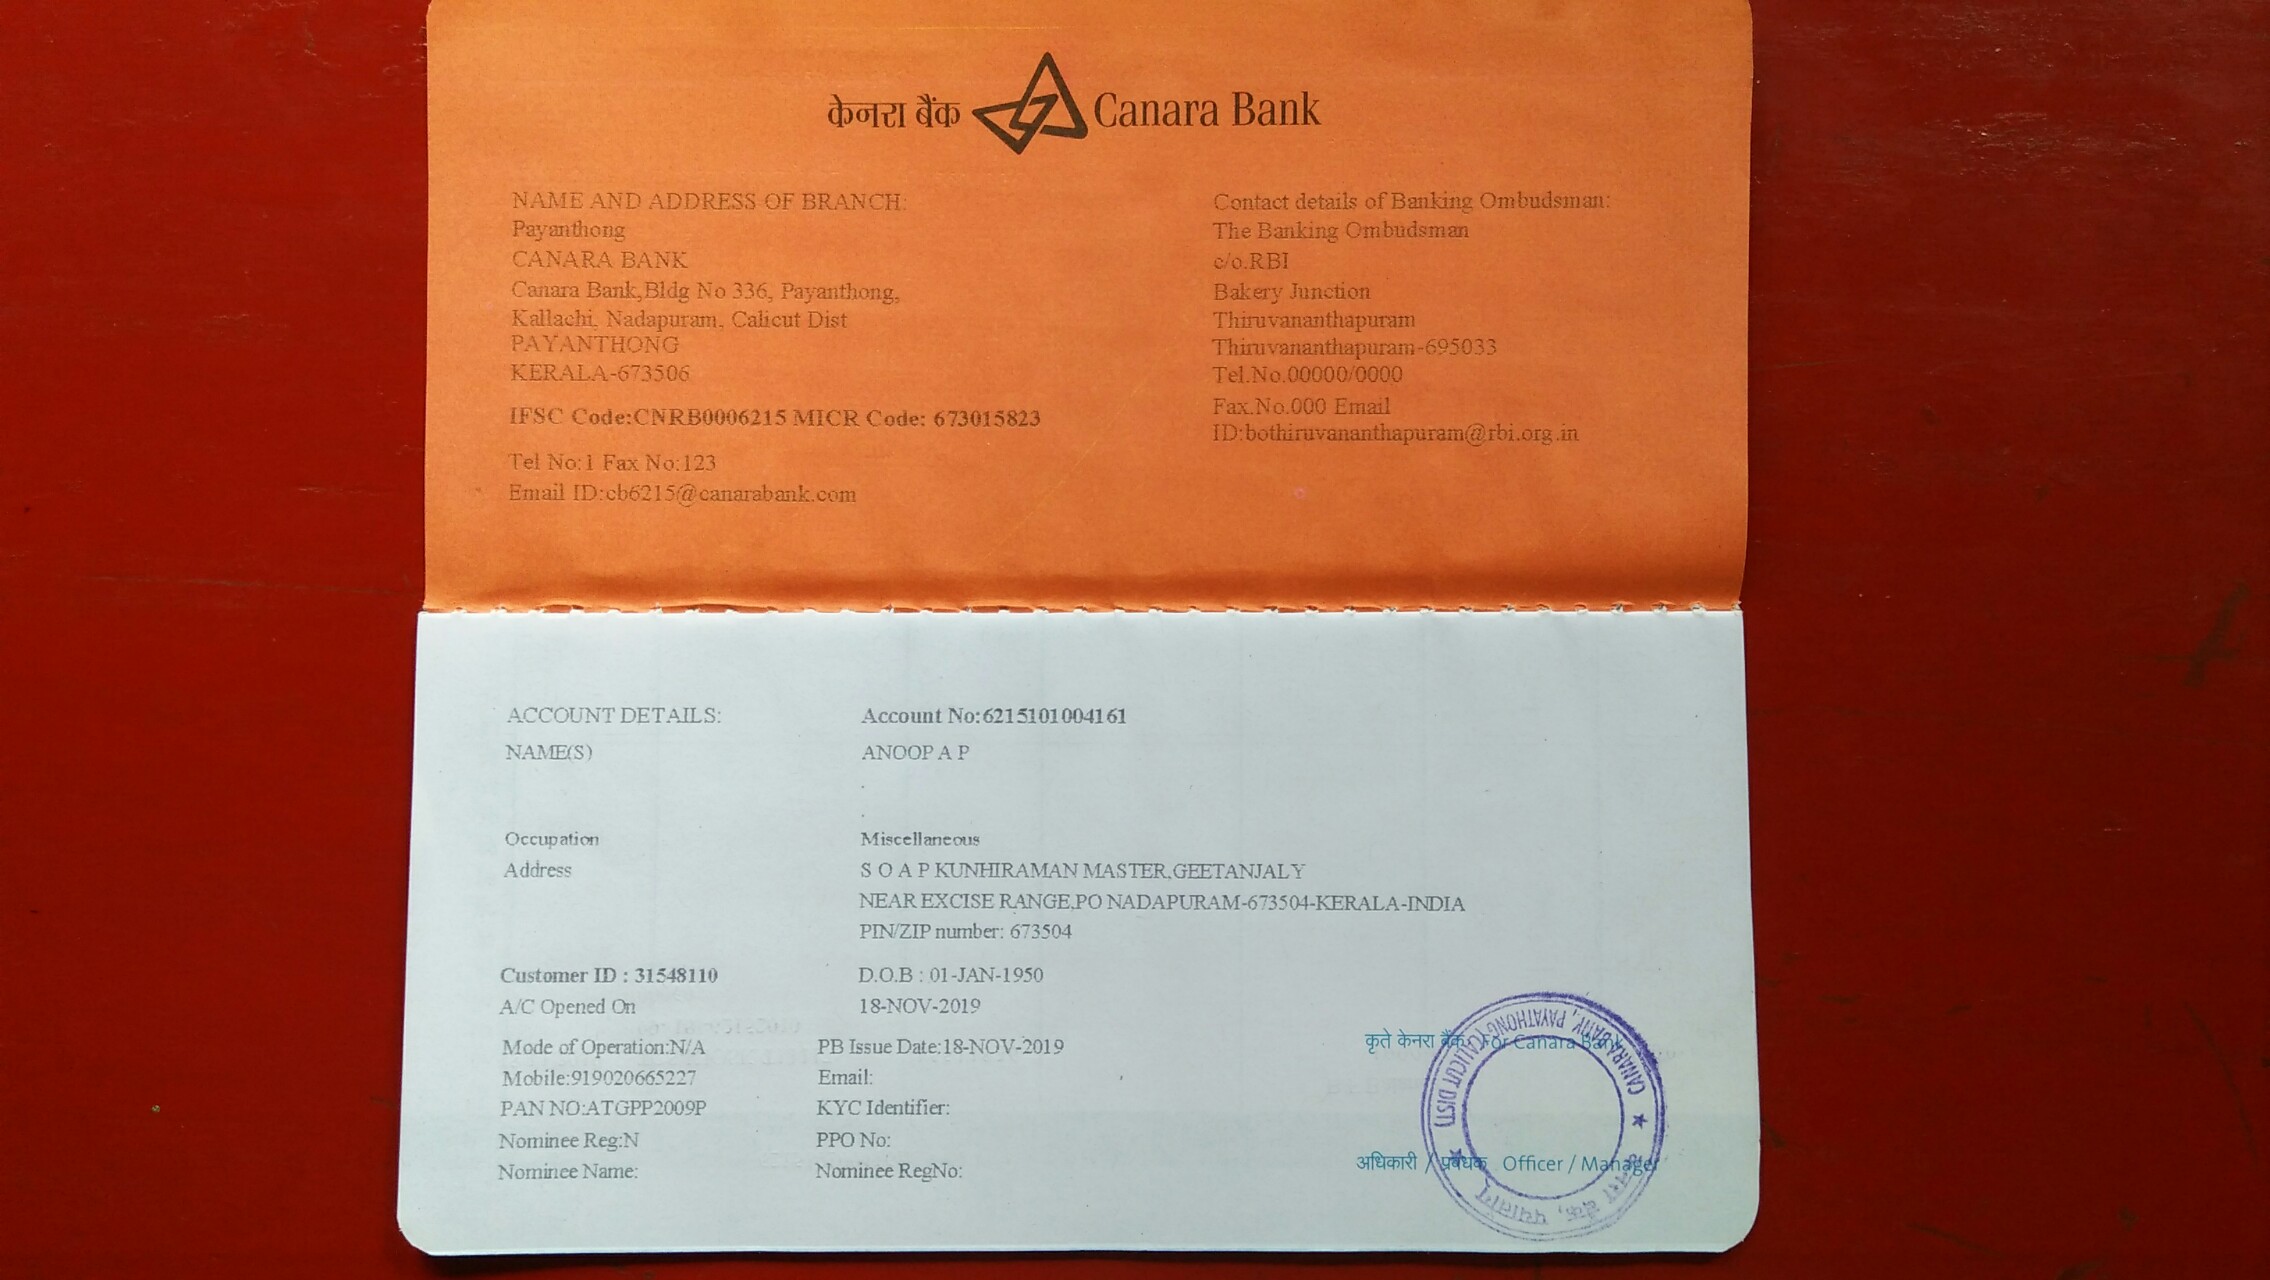 केनरा बैंक Canara Bank
NAME AND ADDRESS OF BRANCH:
Payanthong
CANARA BANK
Canara Bank,Bldg No 336, Payanthong,
Kallachi, Nadapuram, Calicut Dist
PAYANTHONG
KERALA-673506
IFSC Code:CNRB0006215 MICR Code: 673015823
Tel No:1 Fax No:123
Email ID:cb6215@canarabank.com
Contact details of Banking Ombudsman:
The Banking Ombudsman
c/o.RBI
Bakery Junction
Thiruvananthapuram
Thiruvananthapuram-695033
Tel.No.00000/0000
Fax.No.000 Email
ID:bothiruvananthapuram@rbi.org.in
ACCOUNT DETAILS: Account No:6215101004161
NAME(S) ANOOP A P
Occupation Miscellaneous
Address S O A P KUNHIRAMAN MASTER,GEETANJALY
NEAR EXCISE RANGE,PO NADAPURAM-673504-KERALA-INDIA
PIN/ZIP number: 673504
Customer ID : 31548110 D.O.B : 01-JAN-1950
A/C Opened On 18-NOV-2019
Mode of Operation:N/A PB Issue Date:18-NOV-2019
Mobile:919020665227 Email:
PAN NO:ATGPP2009P KYC Identifier:
Nominee Reg:N PPO No:
Nominee Name: Nominee RegNo:
कृते केनरा बैंक For Canara Bank
अधिकारी / प्रबंधक Officer / Manager
CANARA BANK, PAYATHONG (CALICUT DIST)